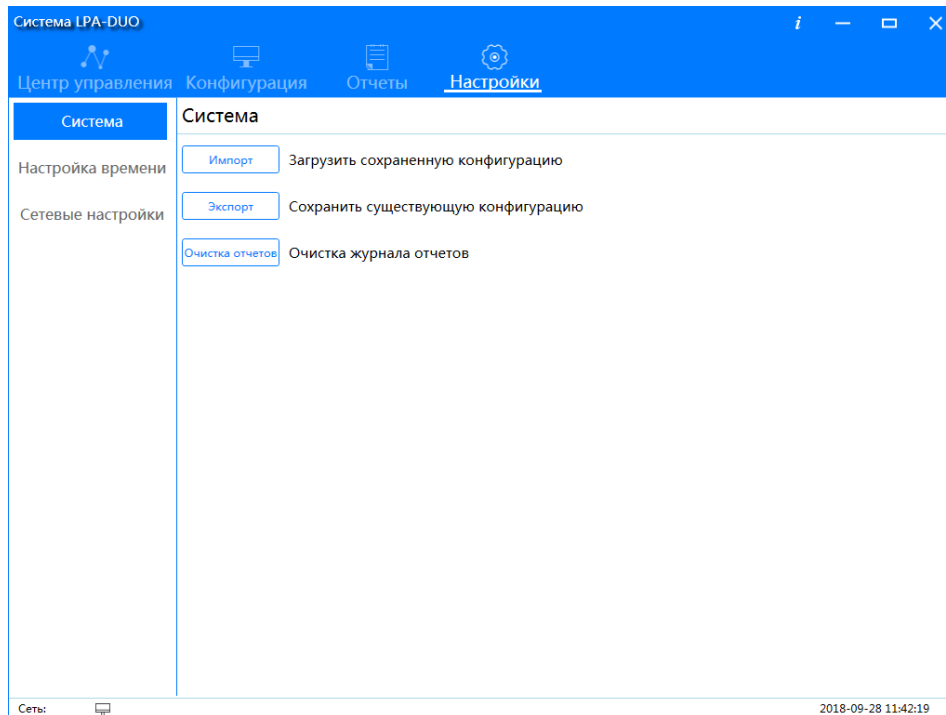 Система LPA-DUO
i
Центр управления Конфигурация Отчеты Настройки
Система
Настройка времени
Сетевые настройки
Система
Импорт Загрузить сохраненную конфигурацию
Экспорт Сохранить существующую конфигурацию
Очистка отчетов Очистка журнала отчетов
Сеть: 2018-09-28 11:42:19